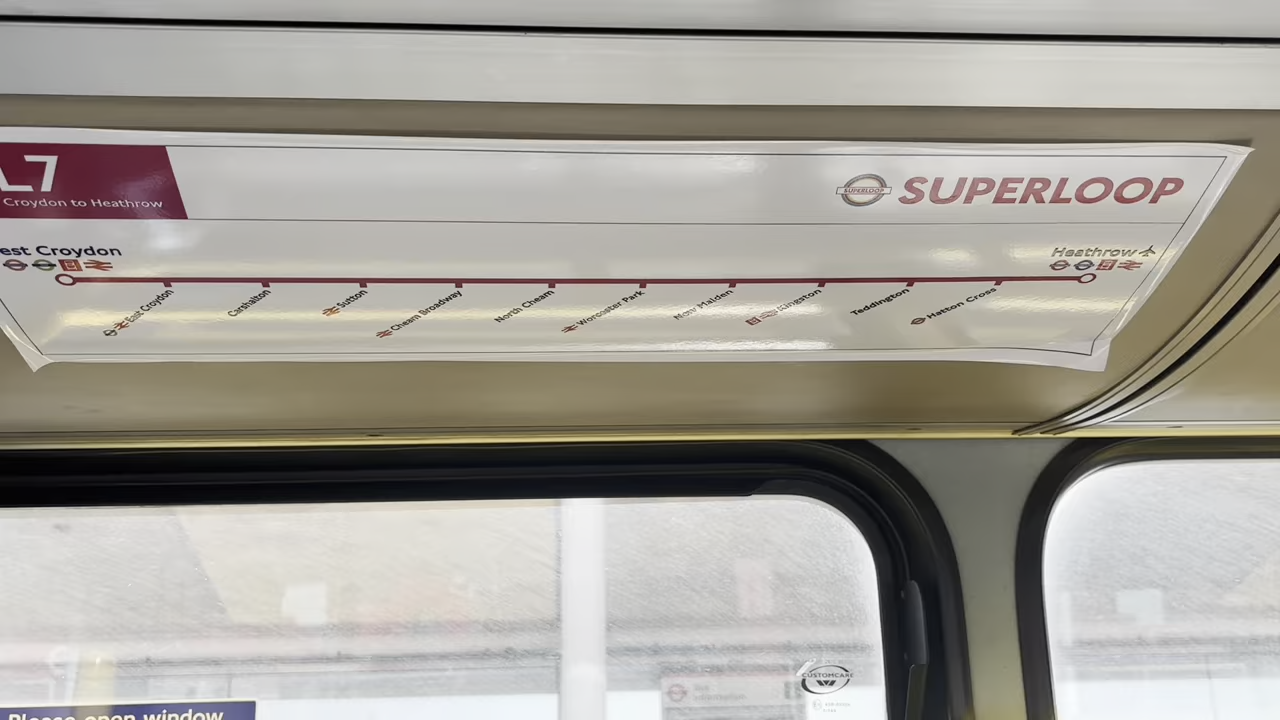 L7
Croydon to Heathrow
SUPERLOOP
SUPERLOOP
est Croydon
Heathrow
East Croydon
Carshalton
Sutton
Cheam Broadway
North Cheam
Worcester Park
New Malden
Kingston
Teddington
Hatton Cross
CUSTOMCARE
Please open window